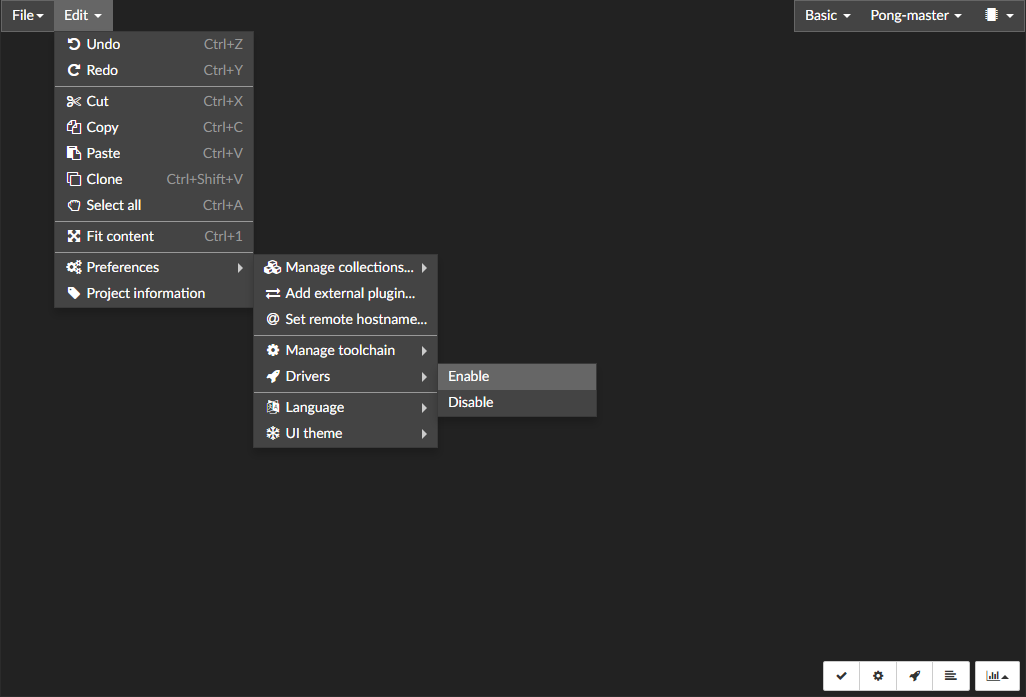 File Edit Basic Pong-master
Undo Ctrl+Z
Redo Ctrl+Y
Cut Ctrl+X
Copy Ctrl+C
Paste Ctrl+V
Clone Ctrl+Shift+V
Select all Ctrl+A
Fit content Ctrl+1
Preferences Manage collections...
Project information Add external plugin...
@ Set remote hostname...
Manage toolchain
Drivers Enable
Disable
Language
UI theme